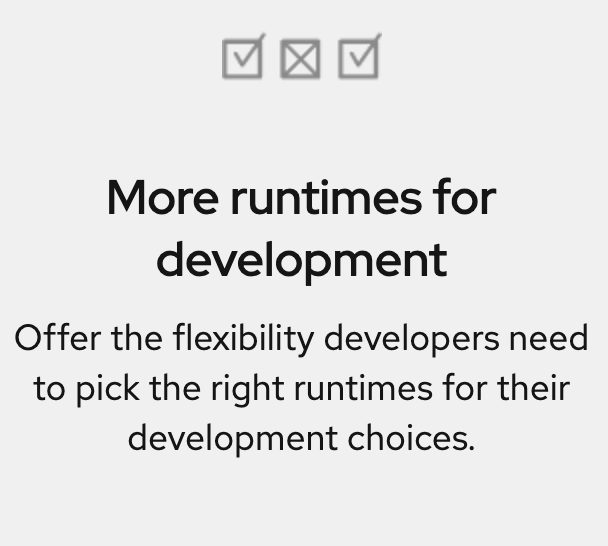 More runtimes for
development
Offer the flexibility developers need
to pick the right runtimes for their
development choices.